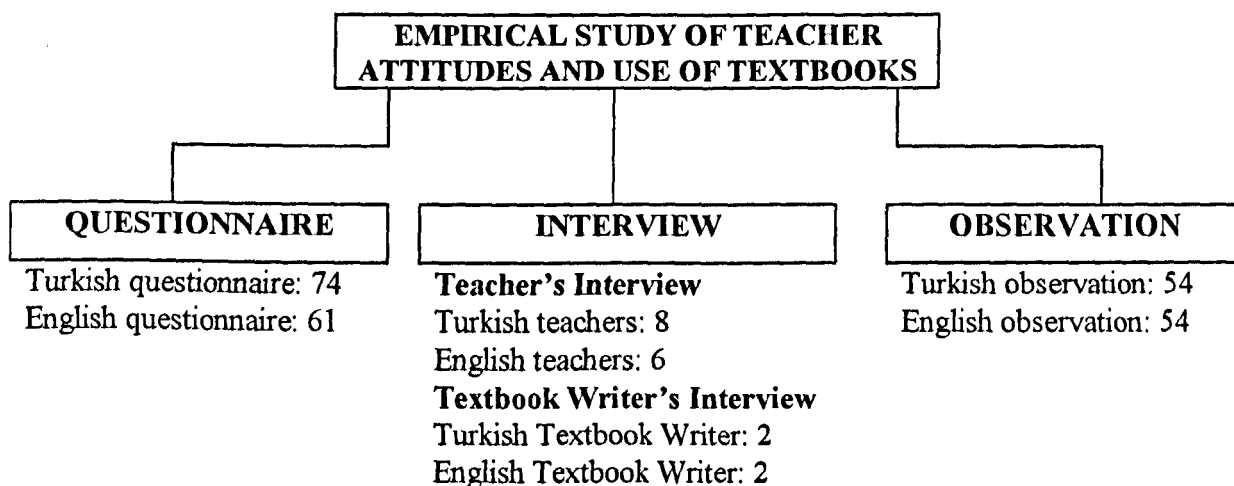 EMPIRICAL STUDY OF TEACHER
ATTITUDES AND USE OF TEXTBOOKS
QUESTIONNAIRE
Turkish questionnaire: 74
English questionnaire: 61
INTERVIEW
Teacher's Interview
Turkish teachers: 8
English teachers: 6
Textbook Writer's Interview
Turkish Textbook Writer: 2
English Textbook Writer: 2
OBSERVATION
Turkish observation: 54
English observation: 54